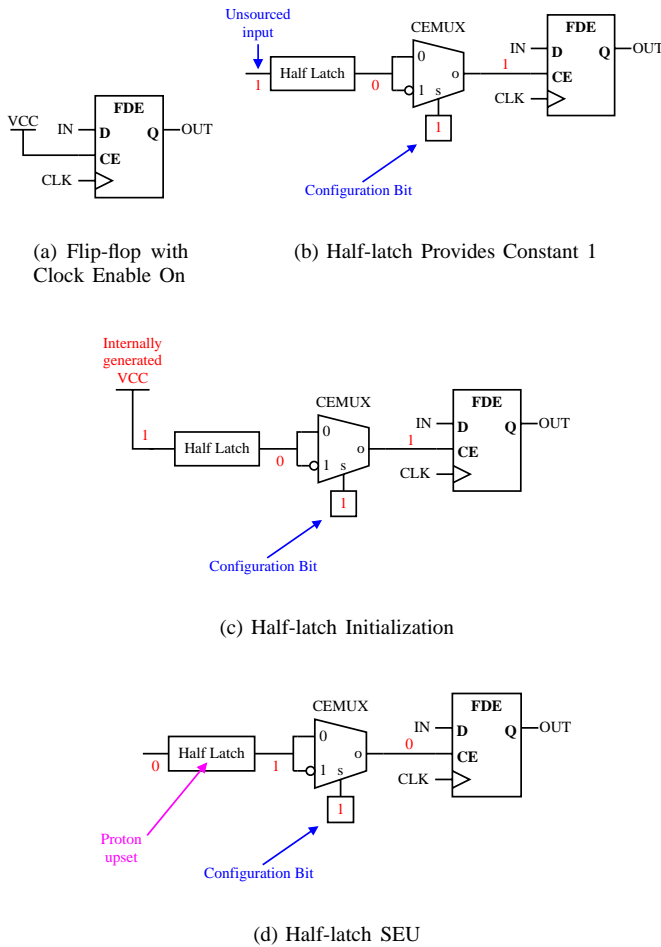 VCC
FDE
IN
D
Q
OUT
CE
CLK
(a) Flip-flop with
Clock Enable On
Unsourced
input
1
Half Latch
0
CEMUX
0
1
s
o
1
1
Configuration Bit
FDE
IN
D
Q
OUT
CE
CLK
(b) Half-latch Provides Constant 1
Internally
generated
VCC
1
Half Latch
0
CEMUX
0
1
s
o
1
1
Configuration Bit
FDE
IN
D
Q
OUT
CE
CLK
(c) Half-latch Initialization
0
Half Latch
1
CEMUX
0
1
s
o
0
1
Proton
upset
Configuration Bit
FDE
IN
D
Q
OUT
CE
CLK
(d) Half-latch SEU